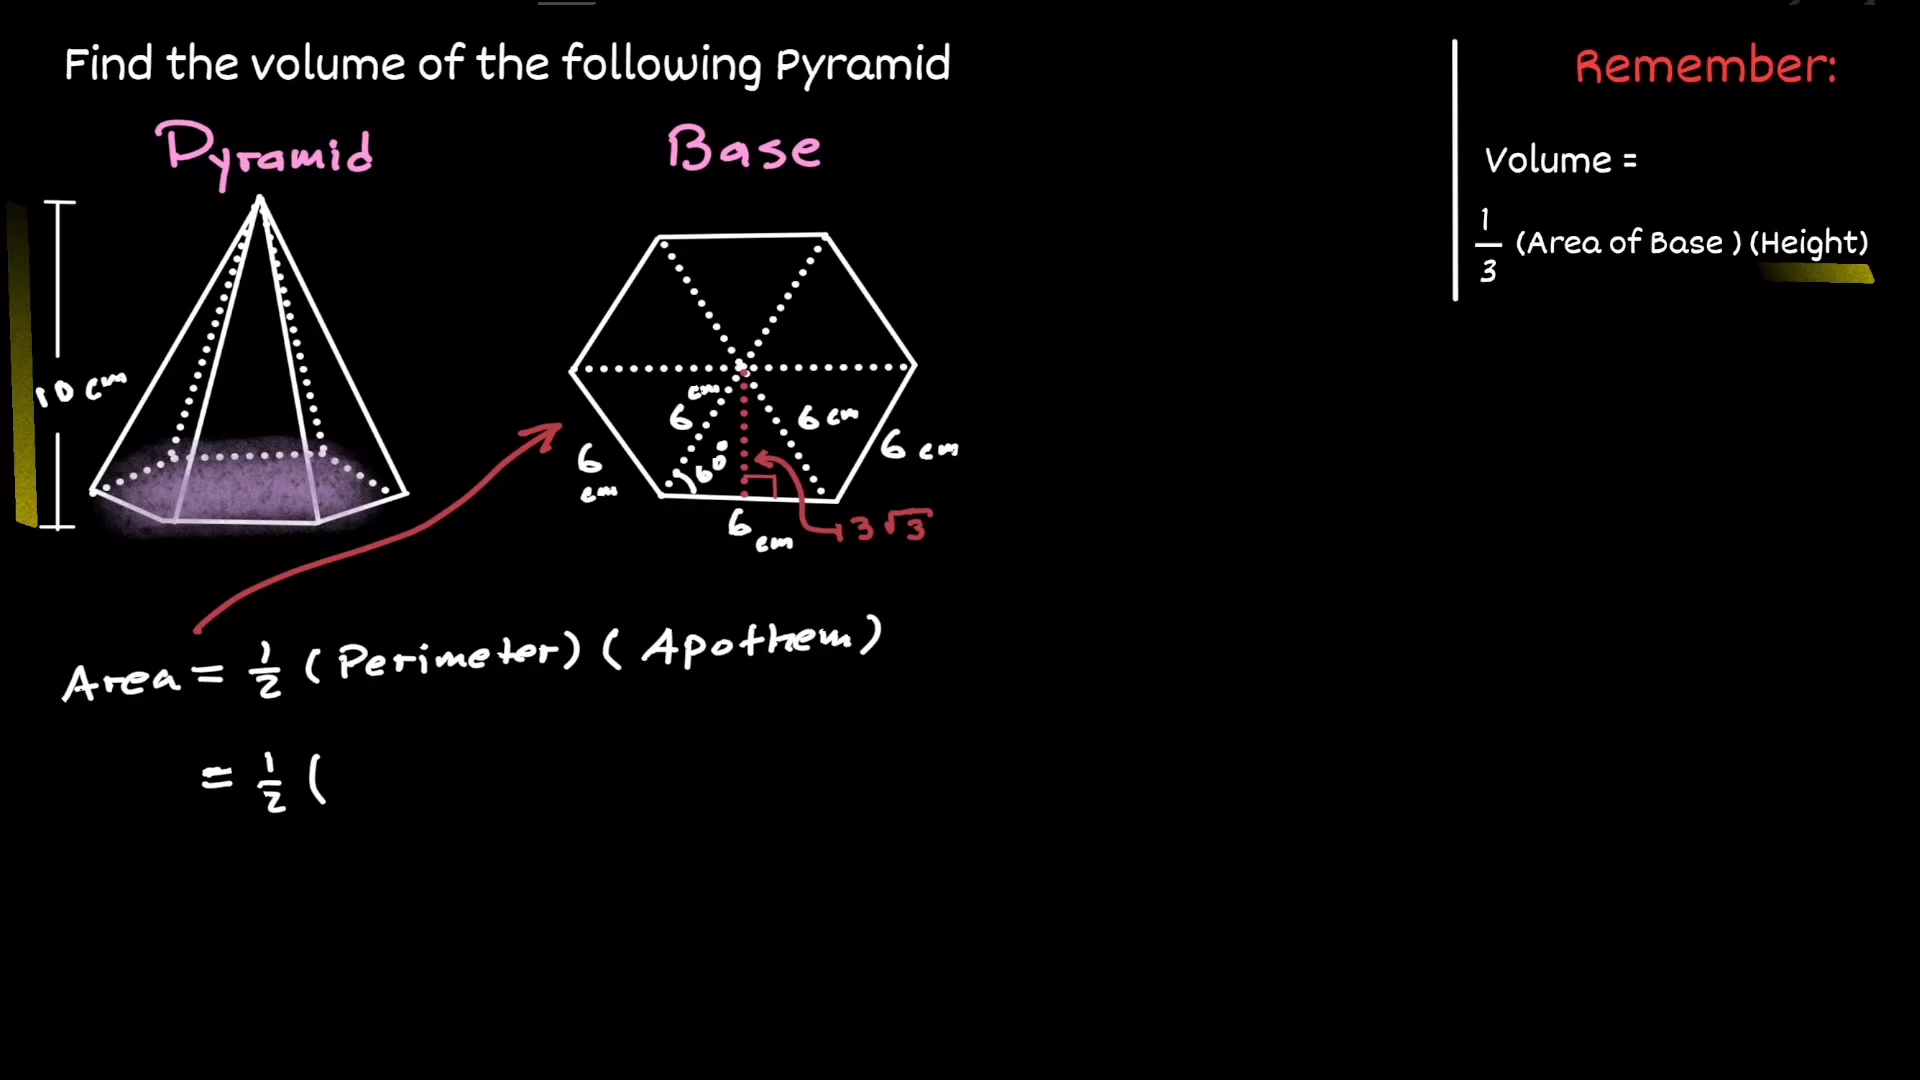 Find the volume of the following Pyramid
Pyramid
Base
10 cm
6 cm
6 cm
60°
6 cm
6 cm
6 cm
3 √3
Area = 1/2 (Perimeter) (Apothem)
= 1/2 (
Remember:
Volume =
1/3 (Area of Base ) (Height)